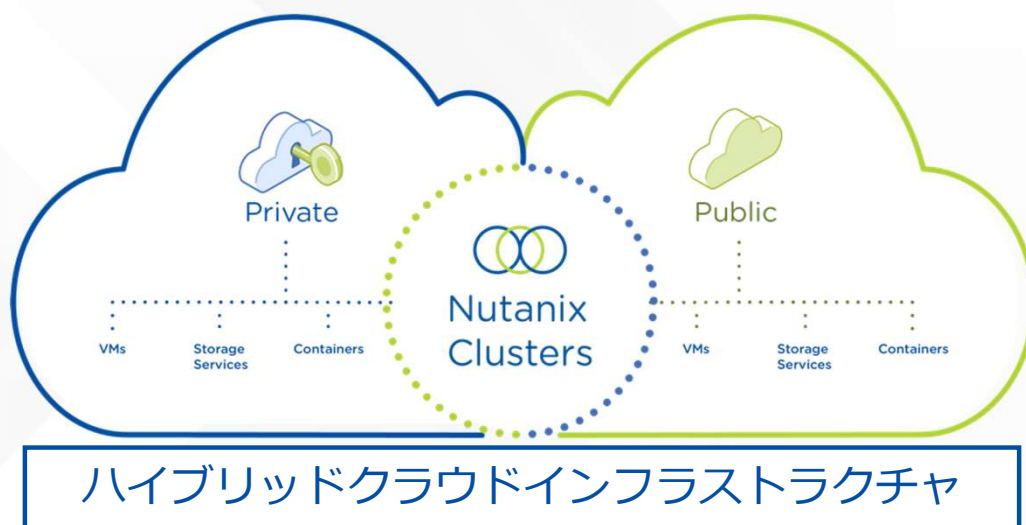 Private
VMs
Storage
Services
Containers
Nutanix
Clusters
Public
VMs
Storage
Services
Containers
ハイブリッドクラウドインフラストラクチャ